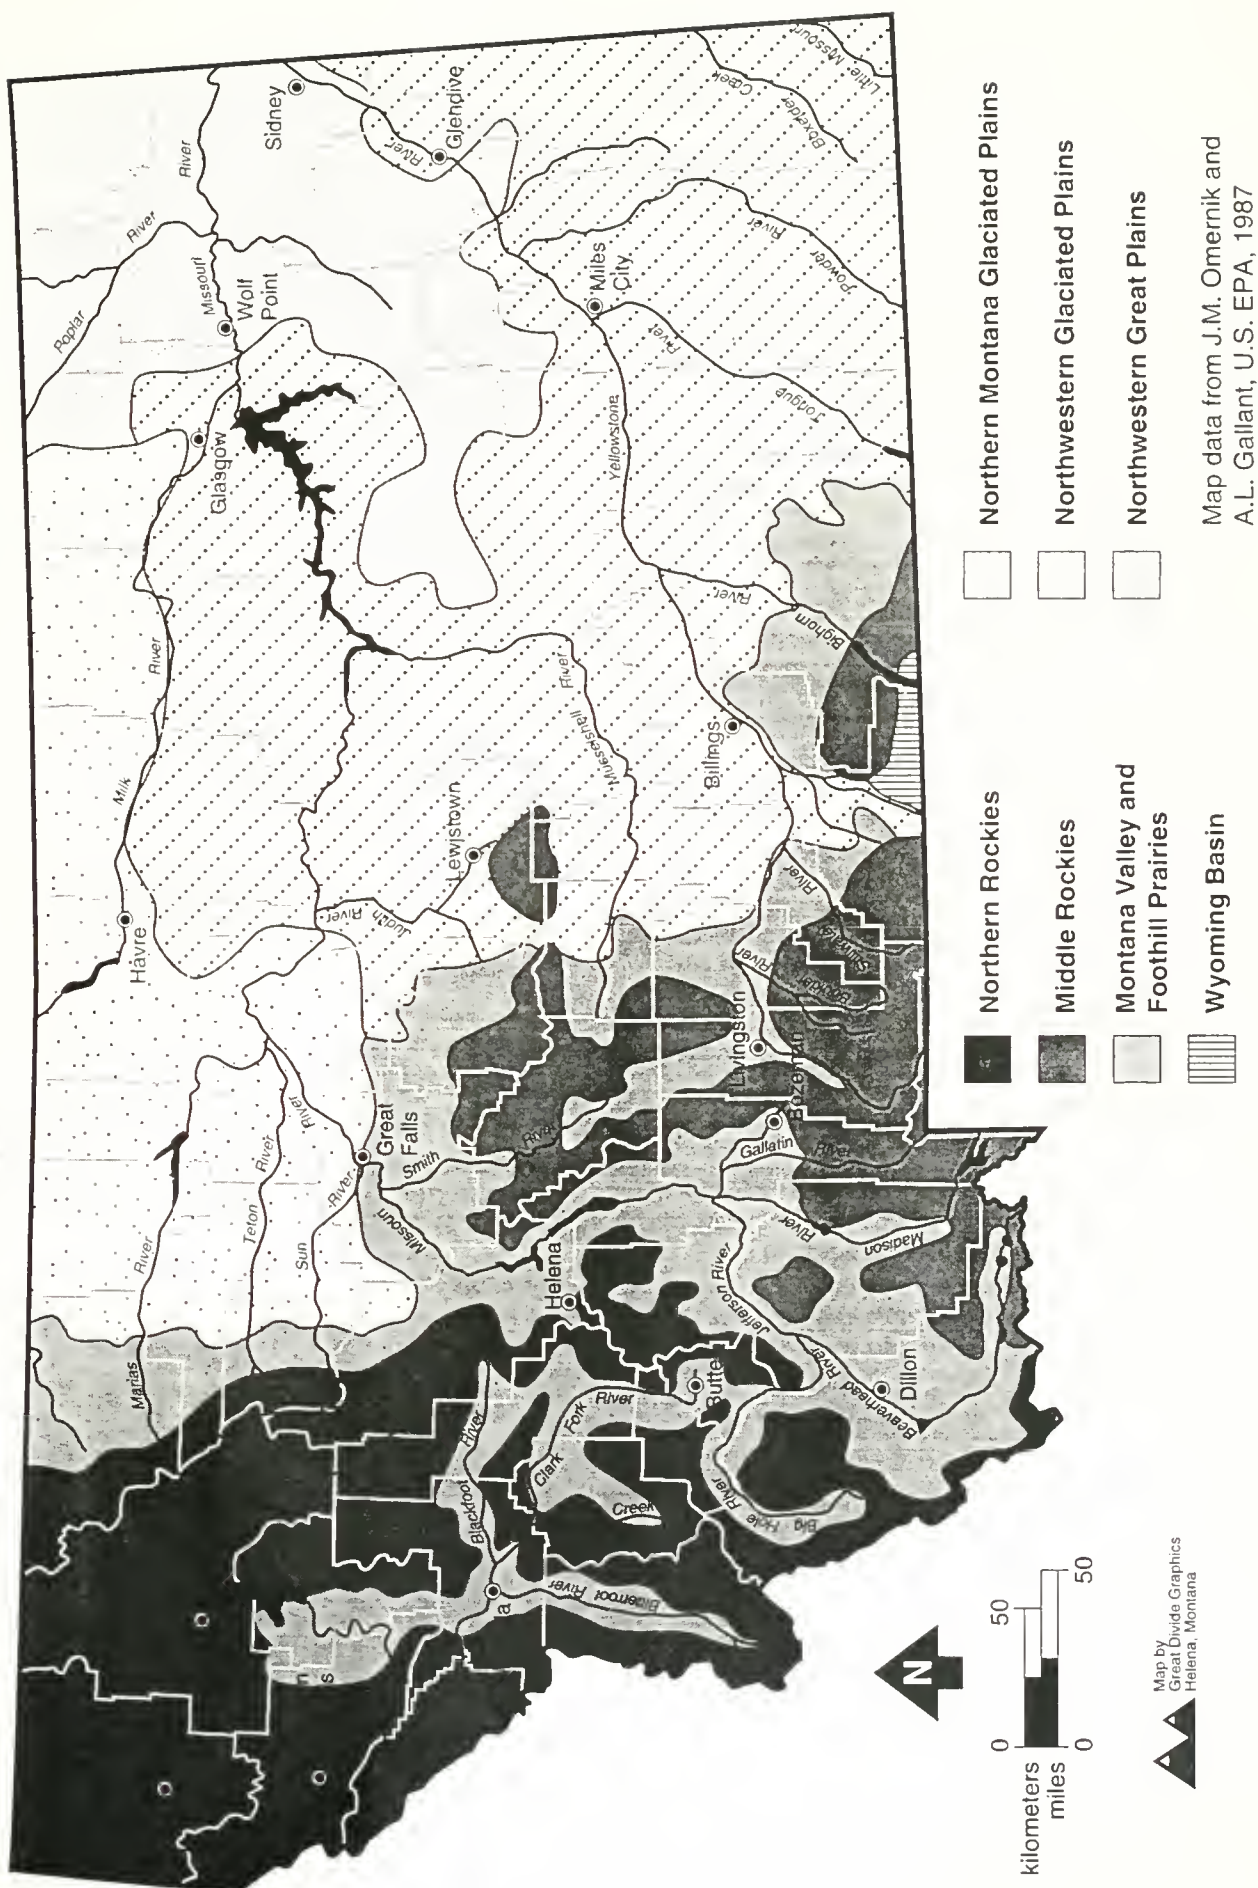 Poplar
River
River
Missouri
Wolf
Point
Sidney
River
Glendive
Little Missouri
Creek
Boxelder
Glasgow
Miles
City
River
Powder
River
Tongue
Yellowstone
River
Bighorn
Milk
River
Havre
Judith
River
Lewistown
Musselshell
River
Billings
River
Stillwater
River
Boulder
Livingston
Bozeman
Gallatin
River
Great
Falls
Smith
River
Missouri
River
River
Teton
River
Sun
River
Marias
River
Helena
Madison
River
Jefferson River
Beaverhead River
Dillon
Butte
Clark
Fork
River
Creek
Blackfoot
River
Big Hole
River
Bitterroot River
a
n
s
N
0
50
kilometers
miles
0
50
Map by
Great Divide Graphics
Helena, Montana
Northern Rockies
Middle Rockies
Montana Valley and
Foothill Prairies
Wyoming Basin
Northern Montana Glaciated Plains
Northwestern Glaciated Plains
Northwestern Great Plains
Map data from J.M. Omernik and
A.L. Gallant, U.S. EPA, 1987